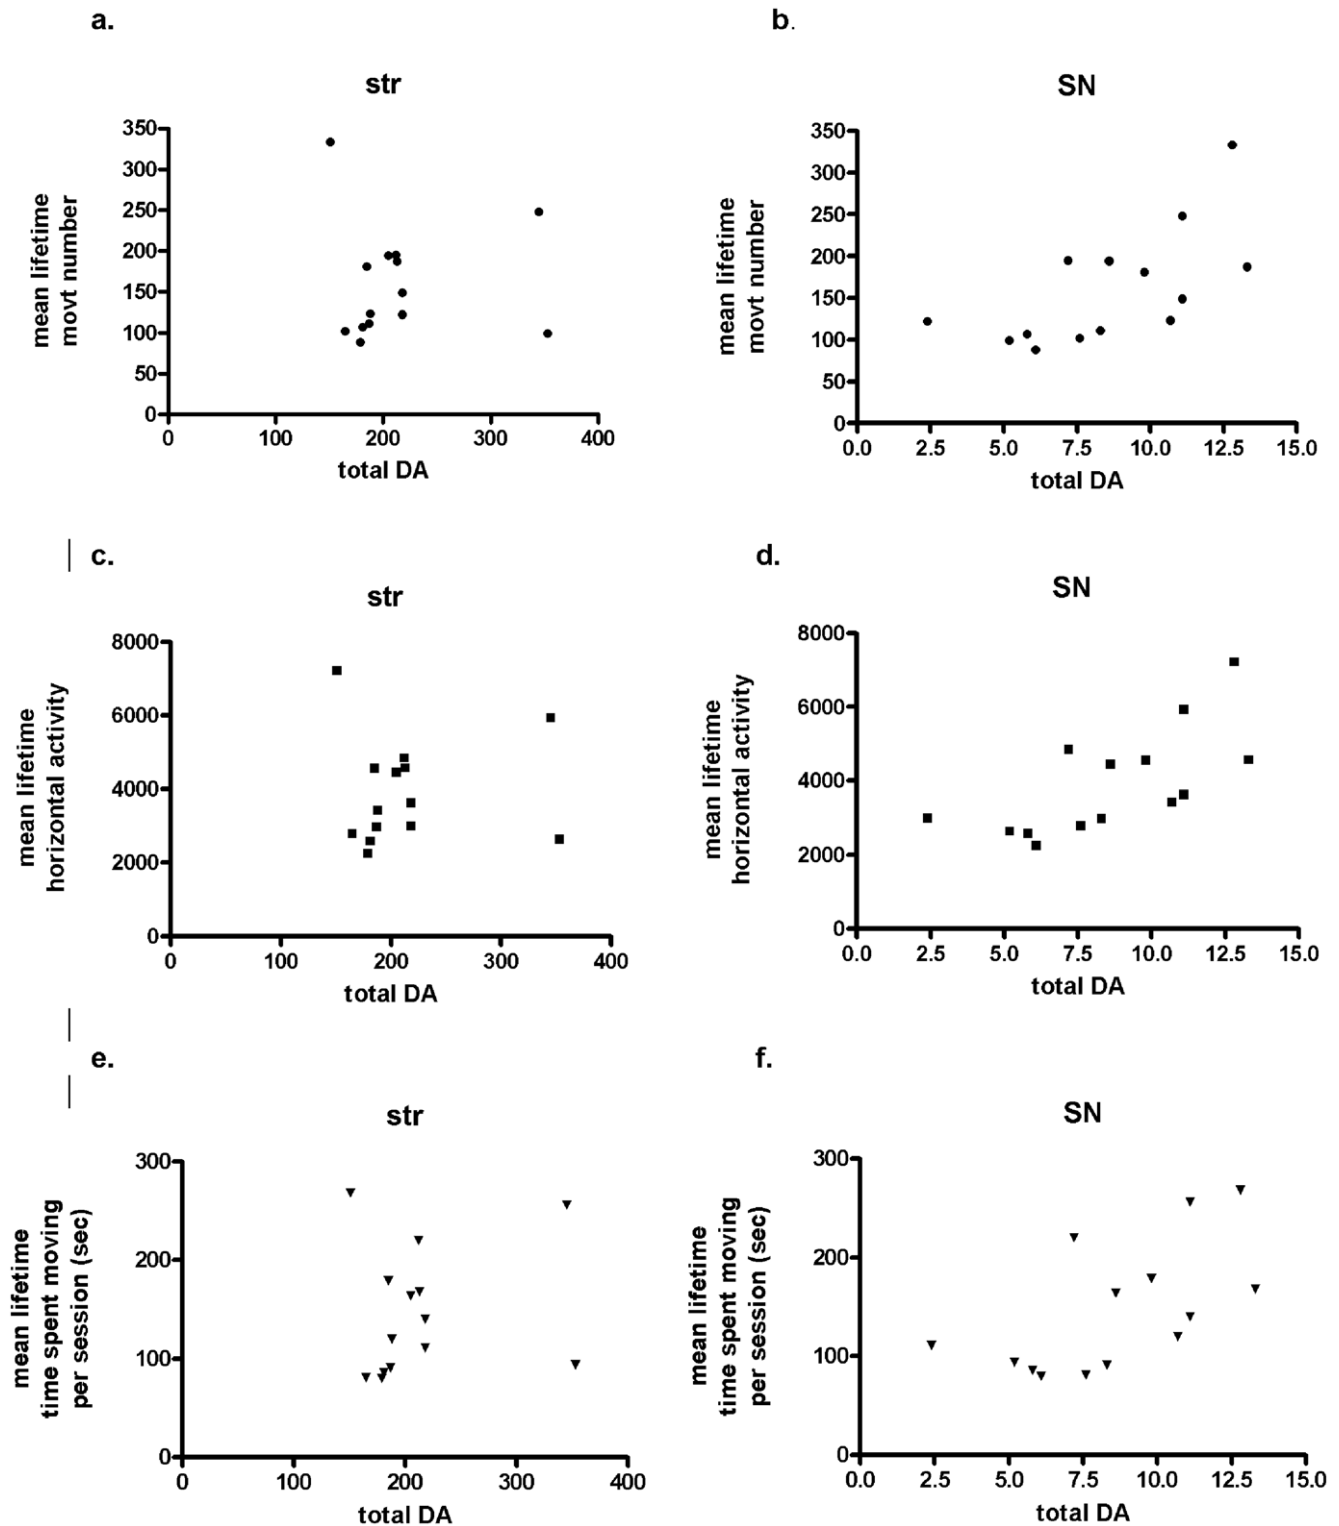 a.
str
mean lifetime
movt number
350
300
250
200
150
100
50
0
0 100 200 300 400
total DA
b.
SN
mean lifetime
movt number
350
300
250
200
150
100
50
0
0.0 2.5 5.0 7.5 10.0 12.5 15.0
total DA
c.
str
mean lifetime
horizontal activity
8000
6000
4000
2000
0
0 100 200 300 400
total DA
d.
SN
mean lifetime
horizontal activity
8000
6000
4000
2000
0
0.0 2.5 5.0 7.5 10.0 12.5 15.0
total DA
e.
str
mean lifetime
time spent moving
per session (sec)
300
200
100
0
0 100 200 300 400
total DA
f.
SN
mean lifetime
time spent moving
per session (sec)
300
200
100
0
0.0 2.5 5.0 7.5 10.0 12.5 15.0
total DA